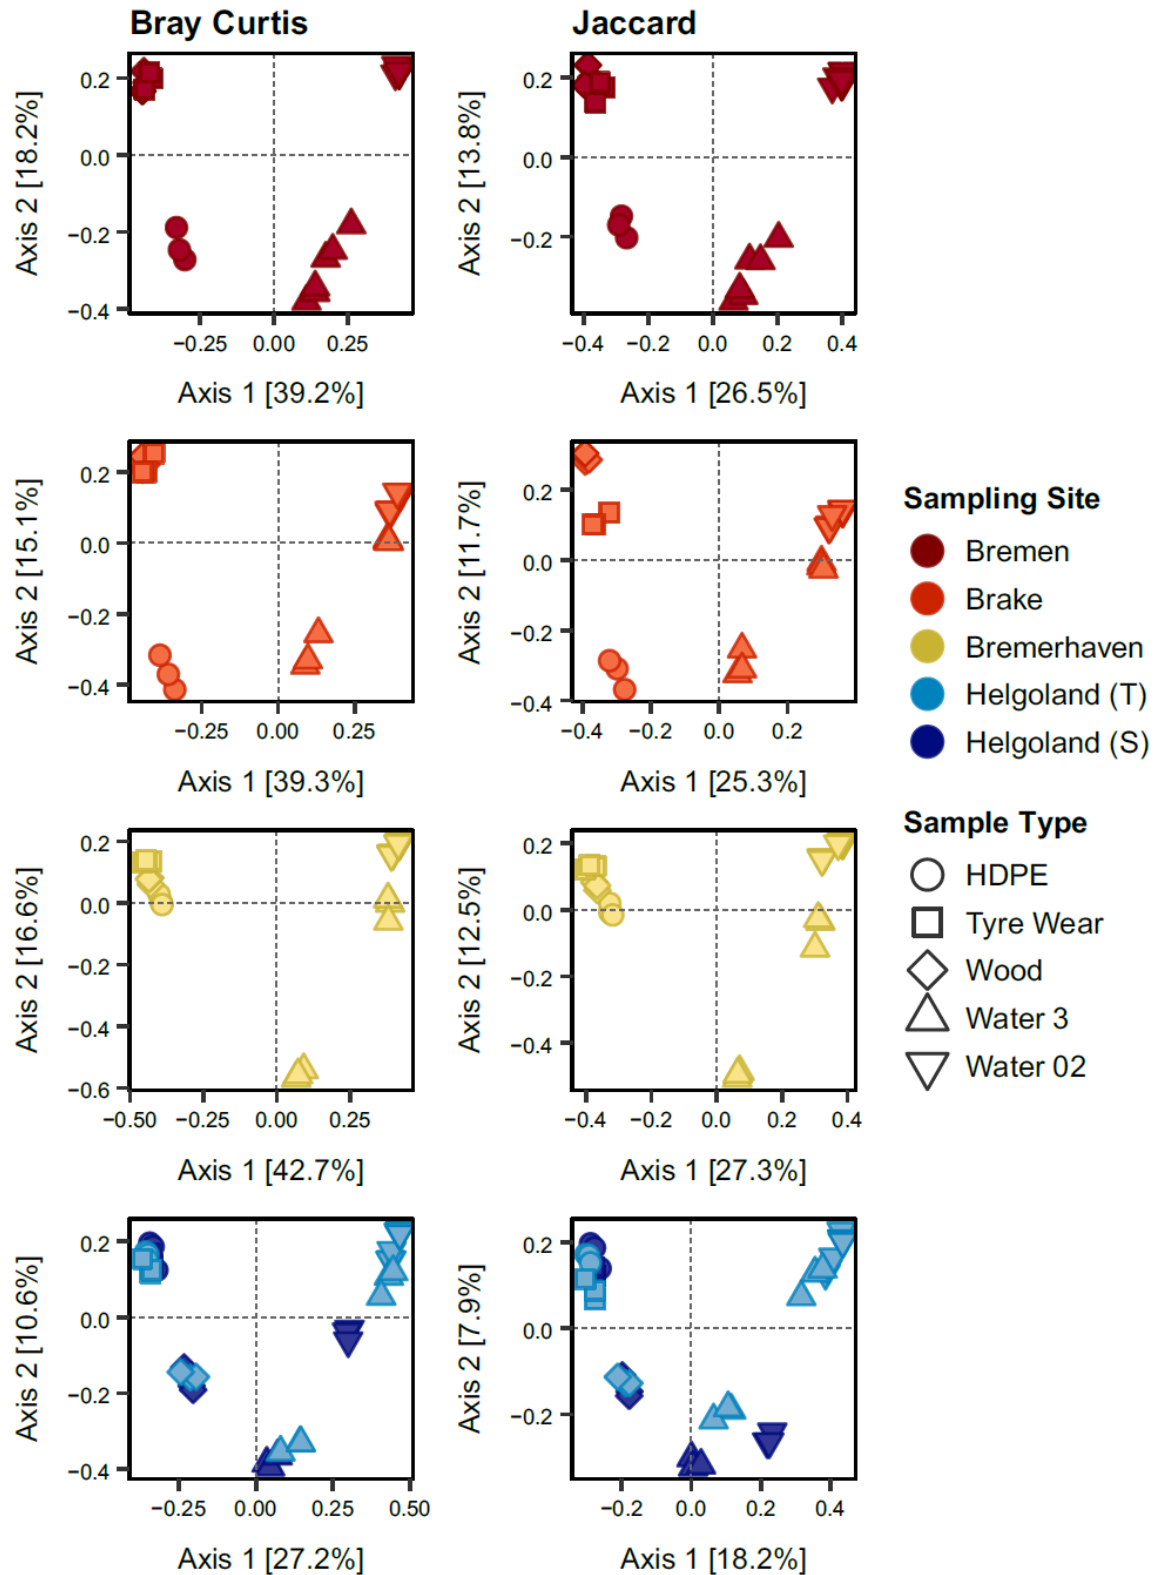 Bray Curtis
Jaccard
Axis 2 [18.2%]
0.2
0.0
−0.2
−0.4
−0.25
0.00
0.25
Axis 1 [39.2%]
Axis 2 [13.8%]
0.2
0.0
−0.2
−0.4
−0.2
0.0
0.2
0.4
Axis 1 [26.5%]
Axis 2 [15.1%]
0.2
0.0
−0.2
−0.4
−0.25
0.00
0.25
Axis 1 [39.3%]
Axis 2 [11.7%]
0.2
0.0
−0.2
−0.4
−0.4
−0.2
0.0
0.2
Axis 1 [25.3%]
Axis 2 [16.6%]
0.2
0.0
−0.2
−0.4
−0.6
−0.50
−0.25
0.00
0.25
Axis 1 [42.7%]
Axis 2 [12.5%]
0.2
0.0
−0.2
−0.4
−0.4
−0.2
0.0
0.2
0.4
Axis 1 [27.3%]
Axis 2 [10.6%]
0.2
0.0
−0.2
−0.4
−0.25
0.00
0.25
0.50
Axis 1 [27.2%]
Axis 2 [7.9%]
0.2
0.0
−0.2
−0.2
0.0
0.2
0.4
Axis 1 [18.2%]
Sampling Site
Bremen
Brake
Bremerhaven
Helgoland (T)
Helgoland (S)
Sample Type
HDPE
Tyre Wear
Wood
Water 3
Water 02